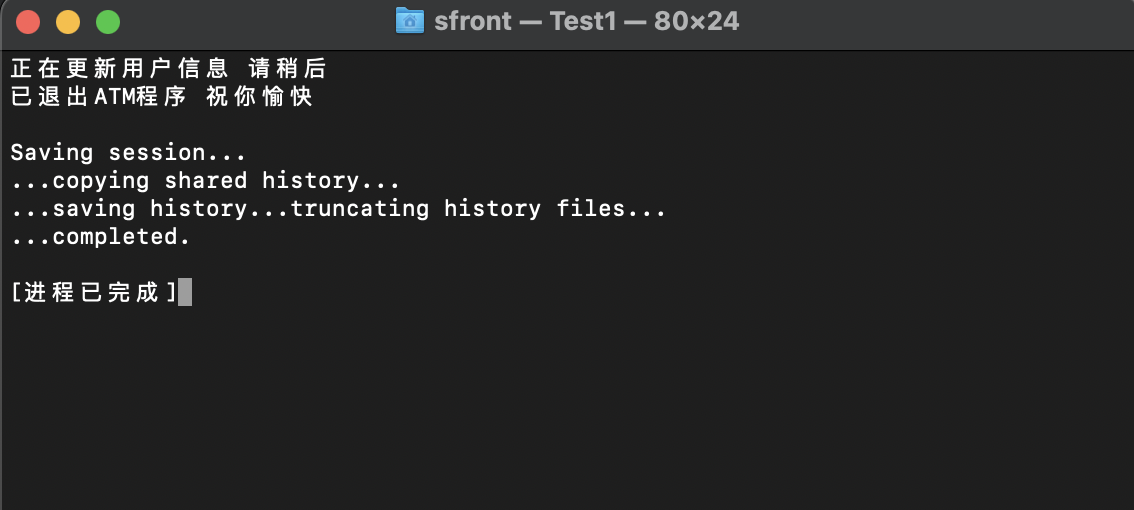 sfront — Test1 — 80×24
正在更新用户信息 请稍后
已退出ATM程序 祝你愉快
Saving session...
...copying shared history...
...saving history...truncating history files...
...completed.
[进程已完成]